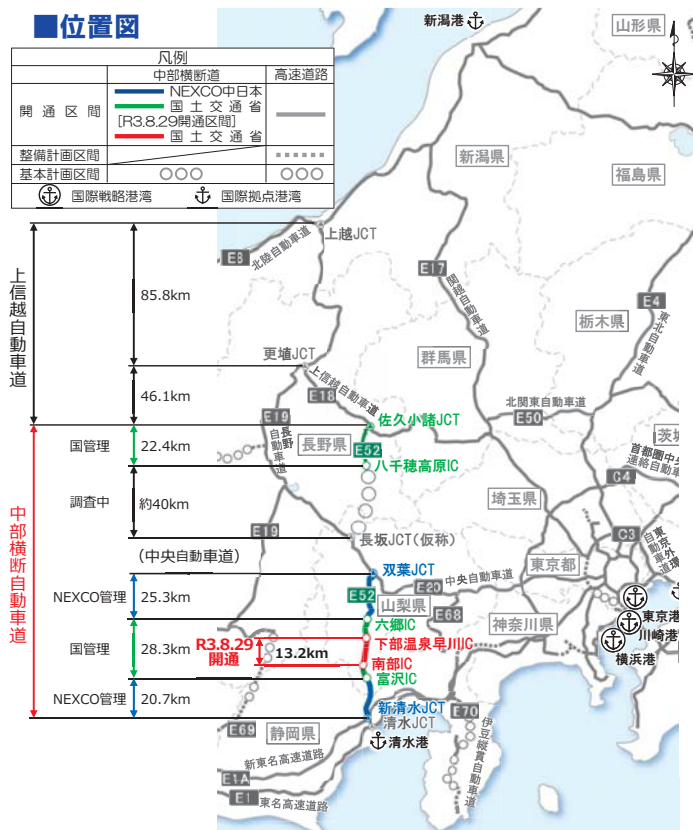 ■位置図
凡例
中部横断道
高速道路
開通区間
NEXCO中日本
国土交通省
[R3.8.29開通区間]
国土交通省
整備計画区間
基本計画区間
国際戦略港湾
国際拠点港湾
新潟港
山形県
新潟県
福島県
上越JCT
北陸自動車道
E8
E17
関越自動車道
E4
東北自動車道
栃木県
群馬県
上信越自動車道
85.8km
更埴JCT
46.1km
上信越自動車道
E18
北関東自動車道
E50
茨城
E19
長野自動車道
長野県
佐久小諸JCT
E52
八千穂高原IC
首都圏中央連絡自動車
C4
中部横断自動車道
国管理
22.4km
調査中
約40km
埼玉県
長坂JCT(仮称)
E19
(中央自動車道)
C3
東京外環自動車道
東京都
双葉JCT
E20
中央自動車道
NEXCO管理
25.3km
E52
山梨県
E68
神奈川県
東京港
川崎港
横浜港
六郷IC
国管理
28.3km
R3.8.29
開通
13.2km
下部温泉早川IC
南部IC
富沢IC
NEXCO管理
20.7km
新清水JCT
清水JCT
清水港
E70
伊豆縦貫自動車道
E69
静岡県
新東名高速道路
E1A
E1
東名高速道路